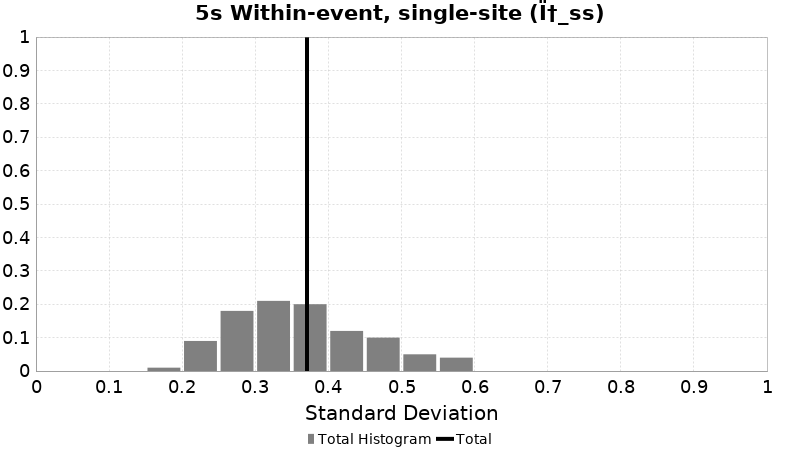 5s Within-event, single-site (Ï†_ss)
1
0.9
0.8
0.7
0.6
0.5
0.4
0.3
0.2
0.1
0
0 0.1 0.2 0.3 0.4 0.5 0.6 0.7 0.8 0.9 1
Standard Deviation
Total Histogram Total